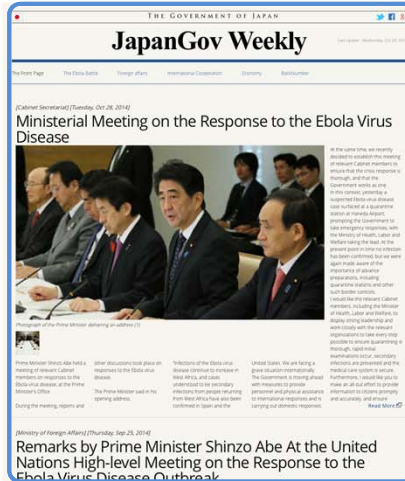 THE GOVERNMENT OF JAPAN
JapanGov Weekly
Last update : Wednesday, Oct 29, 201
The Front Page
The Ebola Battle
Foreign affairs
International Cooperation
Economy
BackNumber
[Cabinet Secretariat] [Tuesday, Oct 28, 2014]
Ministerial Meeting on the Response to the Ebola Virus
Disease
Photograph of the Prime Minister delivering an address (1)
Prime Minister Shinzo Abe held a
meeting of relevant Cabinet
members on responses to the
Ebola virus disease, at the Prime
Minister's Office.
During the meeting, reports and
other discussions took place on
responses to the Ebola virus
disease.
The Prime Minister said in his
opening address,
"Infections of the Ebola virus
disease continue to increase in
West Africa, and cases
understood to be secondary
infections from people returning
from West Africa have also been
confirmed in Spain and the
United States. We are facing a
grave situation internationally.
The Government is moving ahead
with measures to provide
personnel and physical assistance
to international responses and is
carrying out domestic responses.
At the same time, we recently
decided to establish this meeting
of relevant Cabinet members to
ensure that the crisis response is
thorough, and that the
Government works as one.
In this context, yesterday a
suspected Ebola virus disease
case surfaced at a quarantine
station at Haneda Airport,
prompting the Government to
take emergency responses, with
the Ministry of Health, Labor and
Welfare taking the lead. At the
present point in time no infection
has been confirmed, but we were
again made aware of the
importance of advance
preparations, including
quarantine stations and other
such border controls.
I would like the relevant Cabinet
members, including the Minister
of Health, Labor and Welfare, to
display strong leadership and
work closely with the relevant
organisations to take every step
possible to ensure quarantining is
thorough, rapid initial
examinations occur, secondary
infections are prevented and the
medical care system is secure.
Furthermore, I would like you to
make an all out effort to provide
information to citizens promptly
and accurately, and ensure
Read More
[Ministry of Foreign Affairs] [Thursday, Sep 25, 2014]
Remarks by Prime Minister Shinzo Abe At the United
Nations High-level Meeting on the Response to the
Ebola Virus Disease Outbreak